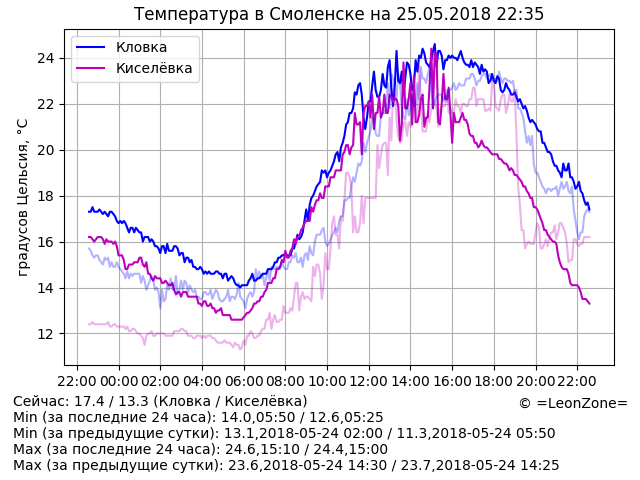 Температура в Смоленске на 25.05.2018 22:35
Кловка
Киселёвка
градусов Цельсия, °C
24
22
20
18
16
14
12
22:00 00:00 02:00 04:00 06:00 08:00 10:00 12:00 14:00 16:00 18:00 20:00 22:00
Сейчас: 17.4 / 13.3 (Кловка / Киселёвка)
© =LeonZone=
Min (за последние 24 часа): 14.0,05:50 / 12.6,05:25
Min (за предыдущие сутки): 13.1,2018-05-24 02:00 / 11.3,2018-05-24 05:50
Max (за последние 24 часа): 24.6,15:10 / 24.4,15:00
Max (за предыдущие сутки): 23.6,2018-05-24 14:30 / 23.7,2018-05-24 14:25